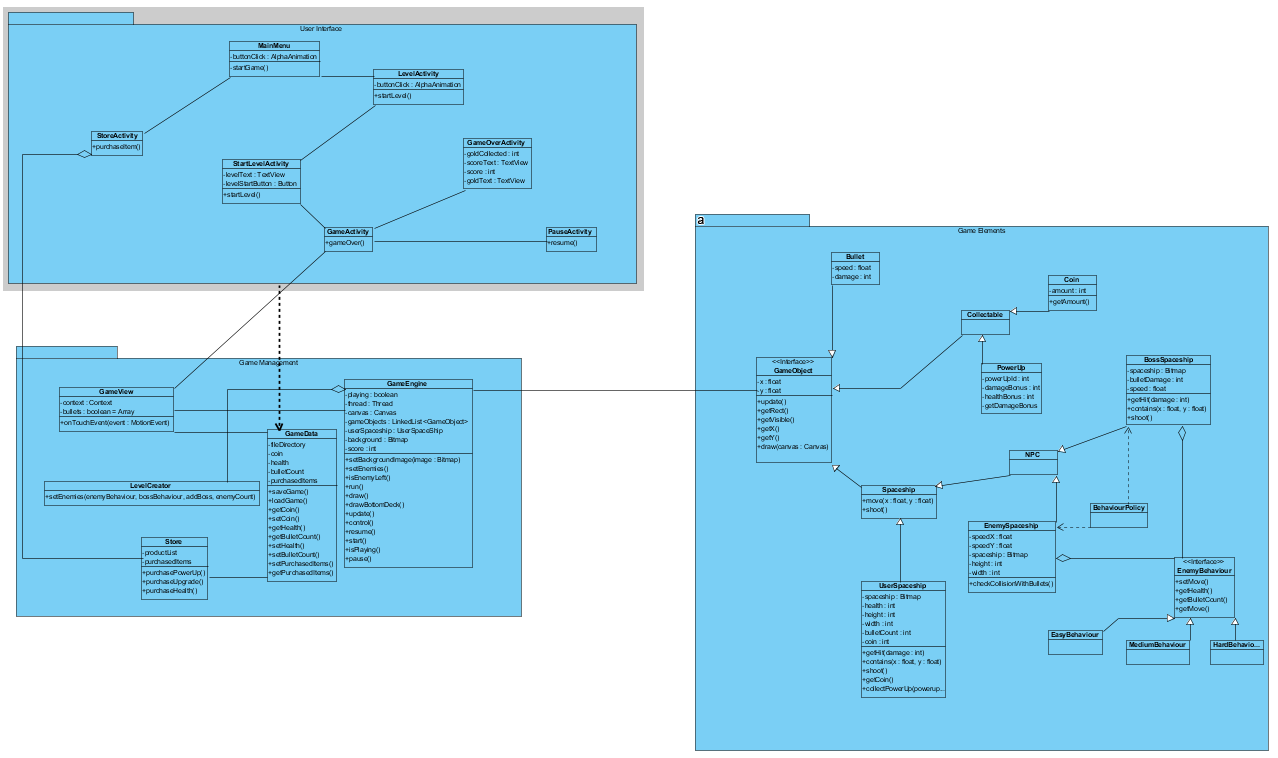 User Interface
MainMenu
-buttonClick : AlphaAnimation
-startGame()
LevelActivity
-buttonClick : AlphaAnimation
+startLevel()
StoreActivity
+purchaseItem()
GameOverActivity
-goldCollected : int
-scoreText : TextView
-score : int
-goldText : TextView
StartLevelActivity
-levelText : TextView
-levelStartButton : Button
+startLevel()
GameActivity
+gameOver()
PauseActivity
+resume()
Game Management
GameView
-context : Context
-bullets : boolean = Array
+onTouchEvent(event : MotionEvent)
GameEngine
-playing : boolean
-thread : Thread
-canvas : Canvas
-gameObjects : LinkedList<GameObject>
-userSpaceship : UserSpaceShip
-background : Bitmap
-score : int
+setBackgroundImage(image : Bitmap)
+setEnemies()
+isEnemyLeft()
+run()
+draw()
+drawBottomDeck()
+update()
+control()
+resume()
+start()
+isPlaying()
+pause()
GameData
-fileDirectory
-coin
-health
-bulletCount
-purchasedItems
+saveGame()
+loadGame()
+getCoin()
+setCoin()
+getHealth()
+getBulletCount()
+setHealth()
+setBulletCount()
+setPurchasedItems()
+getPurchasedItems()
LevelCreator
+setEnemies(enemyBehaviour, bossBehaviour, addBoss, enemyCount)
Store
-productList
-purchasedItems
+purchasePowerUp()
+purchaseUpgrade()
+purchaseHealth()
a
Game Elements
Bullet
-speed : float
-damage : int
Coin
-amount : int
+getAmount()
Collectable
<<Interface>>
GameObject
-x : float
-y : float
+update()
+getRect()
+getVisible()
+getX()
+getY()
+draw(canvas : Canvas)
PowerUp
-powerUpId : int
-damageBonus : int
-healthBonus : int
-getDamageBonus
BossSpaceship
-spaceship : Bitmap
-bulletDamage : int
-speed : float
+getHit(damage : int)
+contains(x : float, y : float)
+shoot()
NPC
Spaceship
+move(x : float, y : float)
+shoot()
BehaviourPolicy
EnemySpaceship
-speedX : float
-speedY : float
-spaceship : Bitmap
-height : int
-width : int
+checkCollisionWithBullets()
<<Interface>>
EnemyBehaviour
+setMove()
+getHealth()
+getBulletCount()
+getMove()
UserSpaceship
-spaceship : Bitmap
-health : int
-height : int
-width : int
-bulletCount : int
-coin : int
+getHit(damage : int)
+contains(x : float, y : float)
+shoot()
+getCoin()
+collectPowerUp(powerup...
EasyBehaviour
MediumBehaviour
HardBehavio...